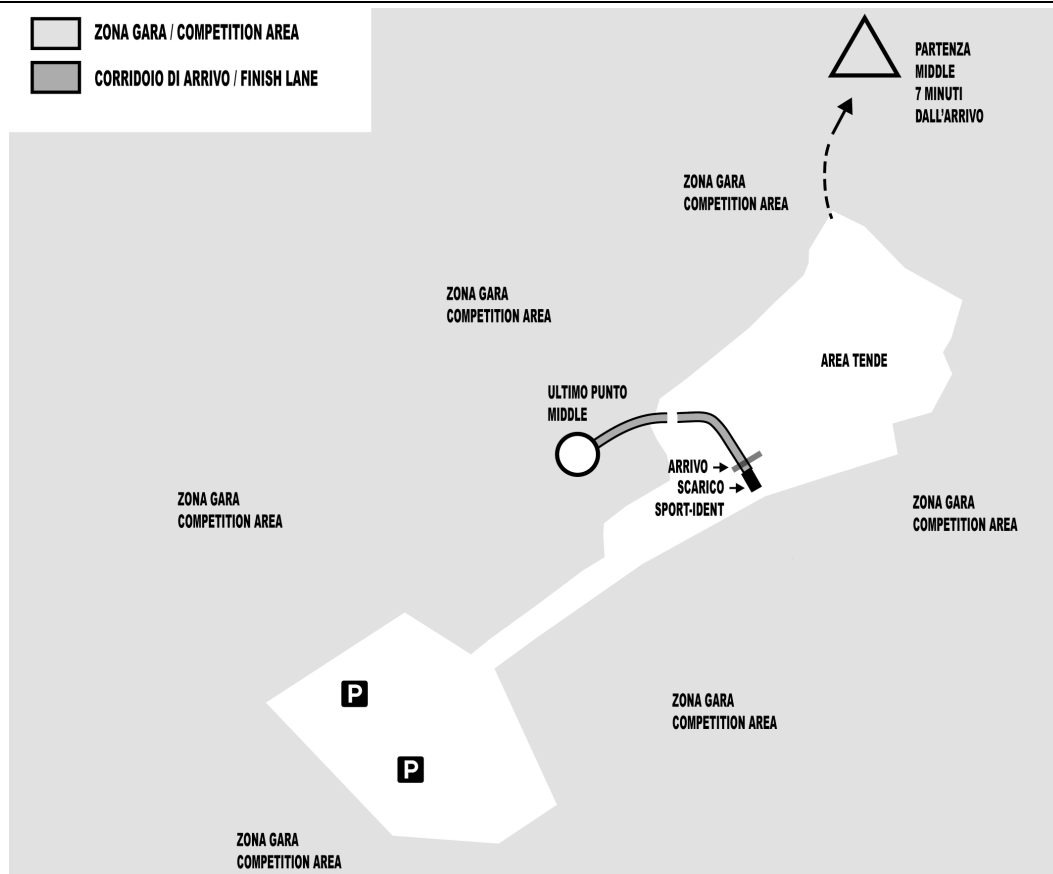 ZONA GARA / COMPETITION AREA
CORRIDOIO DI ARRIVO / FINISH LANE
PARTENZA
MIDDLE
7 MINUTI
DALL'ARRIVO
ZONA GARA
COMPETITION AREA
ZONA GARA
COMPETITION AREA
AREA TENDE
ULTIMO PUNTO
MIDDLE
ARRIVO
SCARICO
SPORT-IDENT
ZONA GARA
COMPETITION AREA
ZONA GARA
COMPETITION AREA
P
ZONA GARA
COMPETITION AREA
P
ZONA GARA
COMPETITION AREA